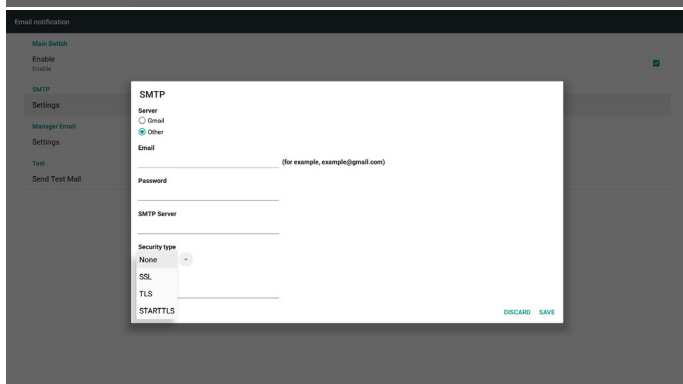 Email notification
Main Switch
Enable
Enable
SMTP
Settings
Manager Email
Settings
Test
Send Test Mail
SMTP
Server
Gmail
Other
Email
(for example, example@gmail.com)
Password
SMTP Server
Security type
None
SSL
TLS
STARTTLS
DISCARD SAVE